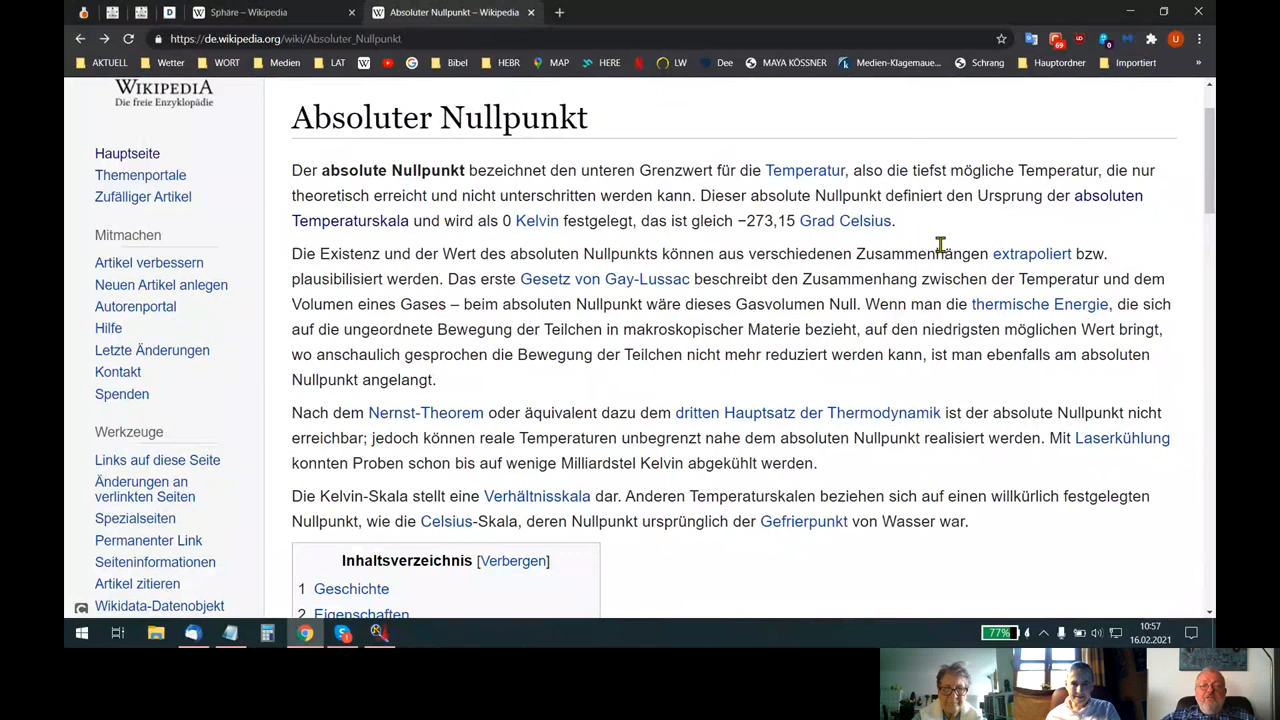 Sphäre – Wikipedia
Absoluter Nullpunkt – Wikipedia
https://de.wikipedia.org/wiki/Absoluter_Nullpunkt
69
0
U
AKTUELL Wetter WORT Medien LAT Bibel HEBR MAP HERE LW Dee MAYA KÖSSNER Medien-Klagemaue... Schrang Hauptordner Importiert »
WIKIPEDIA
Die freie Enzyklopädie
Hauptseite
Themenportale
Zufälliger Artikel
Mitmachen
Artikel verbessern
Neuen Artikel anlegen
Autorenportal
Hilfe
Letzte Änderungen
Kontakt
Spenden
Werkzeuge
Links auf diese Seite
Änderungen an
verlinkten Seiten
Spezialseiten
Permanenter Link
Seiteninformationen
Artikel zitieren
Wikidata-Datenobjekt
Absoluter Nullpunkt
Der absolute Nullpunkt bezeichnet den unteren Grenzwert für die Temperatur, also die tiefst mögliche Temperatur, die nur
theoretisch erreicht und nicht unterschritten werden kann. Dieser absolute Nullpunkt definiert den Ursprung der absoluten
Temperaturskala und wird als 0 Kelvin festgelegt, das ist gleich −273,15 Grad Celsius.
Die Existenz und der Wert des absoluten Nullpunkts können aus verschiedenen Zusammenhängen extrapoliert bzw.
plausibilisiert werden. Das erste Gesetz von Gay-Lussac beschreibt den Zusammenhang zwischen der Temperatur und dem
Volumen eines Gases – beim absoluten Nullpunkt wäre dieses Gasvolumen Null. Wenn man die thermische Energie, die sich
auf die ungeordnete Bewegung der Teilchen in makroskopischer Materie bezieht, auf den niedrigsten möglichen Wert bringt,
wo anschaulich gesprochen die Bewegung der Teilchen nicht mehr reduziert werden kann, ist man ebenfalls am absoluten
Nullpunkt angelangt.
Nach dem Nernst-Theorem oder äquivalent dazu dem dritten Hauptsatz der Thermodynamik ist der absolute Nullpunkt nicht
erreichbar; jedoch können reale Temperaturen unbegrenzt nahe dem absoluten Nullpunkt realisiert werden. Mit Laserkühlung
konnten Proben schon bis auf wenige Milliardstel Kelvin abgekühlt werden.
Die Kelvin-Skala stellt eine Verhältnisskala dar. Anderen Temperaturskalen beziehen sich auf einen willkürlich festgelegten
Nullpunkt, wie die Celsius-Skala, deren Nullpunkt ursprünglich der Gefrierpunkt von Wasser war.
Inhaltsverzeichnis [Verbergen]
1 Geschichte
2 Eigenschaften
77%
10:57
16.02.2021